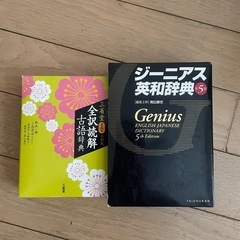 三省堂
全訳読解
古語辞典
ジーニアス
英和辞典
第5版
Genius
ENGLISH-JAPANESE
DICTIONARY
5th Edition
TAISHUKAN